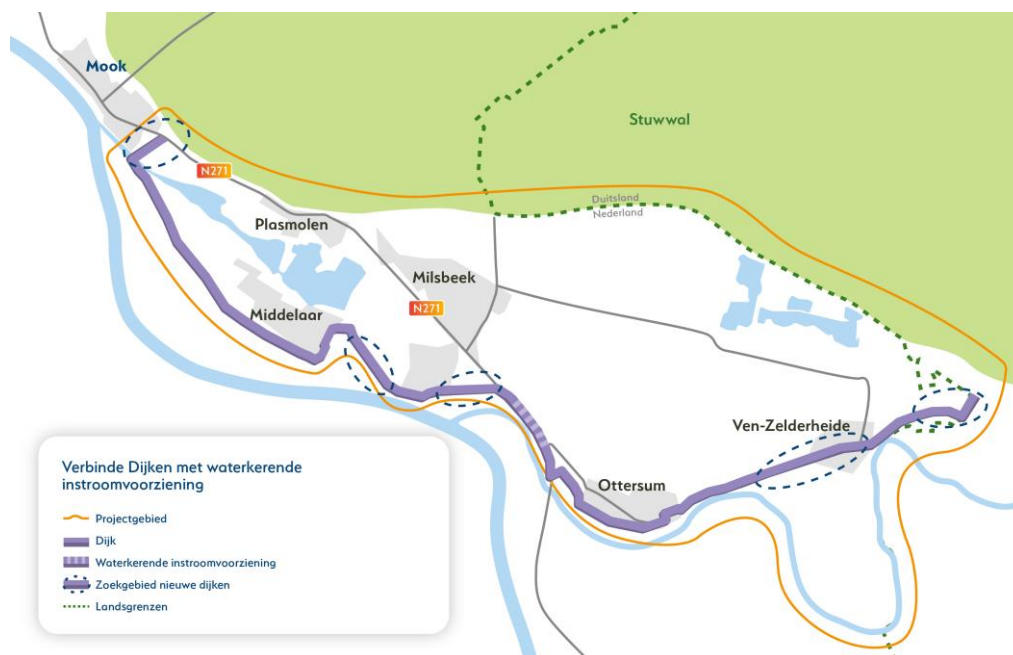 Mook
Stuwwal
N271
Duitsland
Nederland
Plasmolen
Milsbeek
N271
Middelaar
Ven-Zelderheide
Ottersum
Verbinde Dijken met waterkerende
instroomvoorziening
Projectgebied
Dijk
Waterkerende instroomvoorziening
Zoekgebied nieuwe dijken
Landsgrenzen